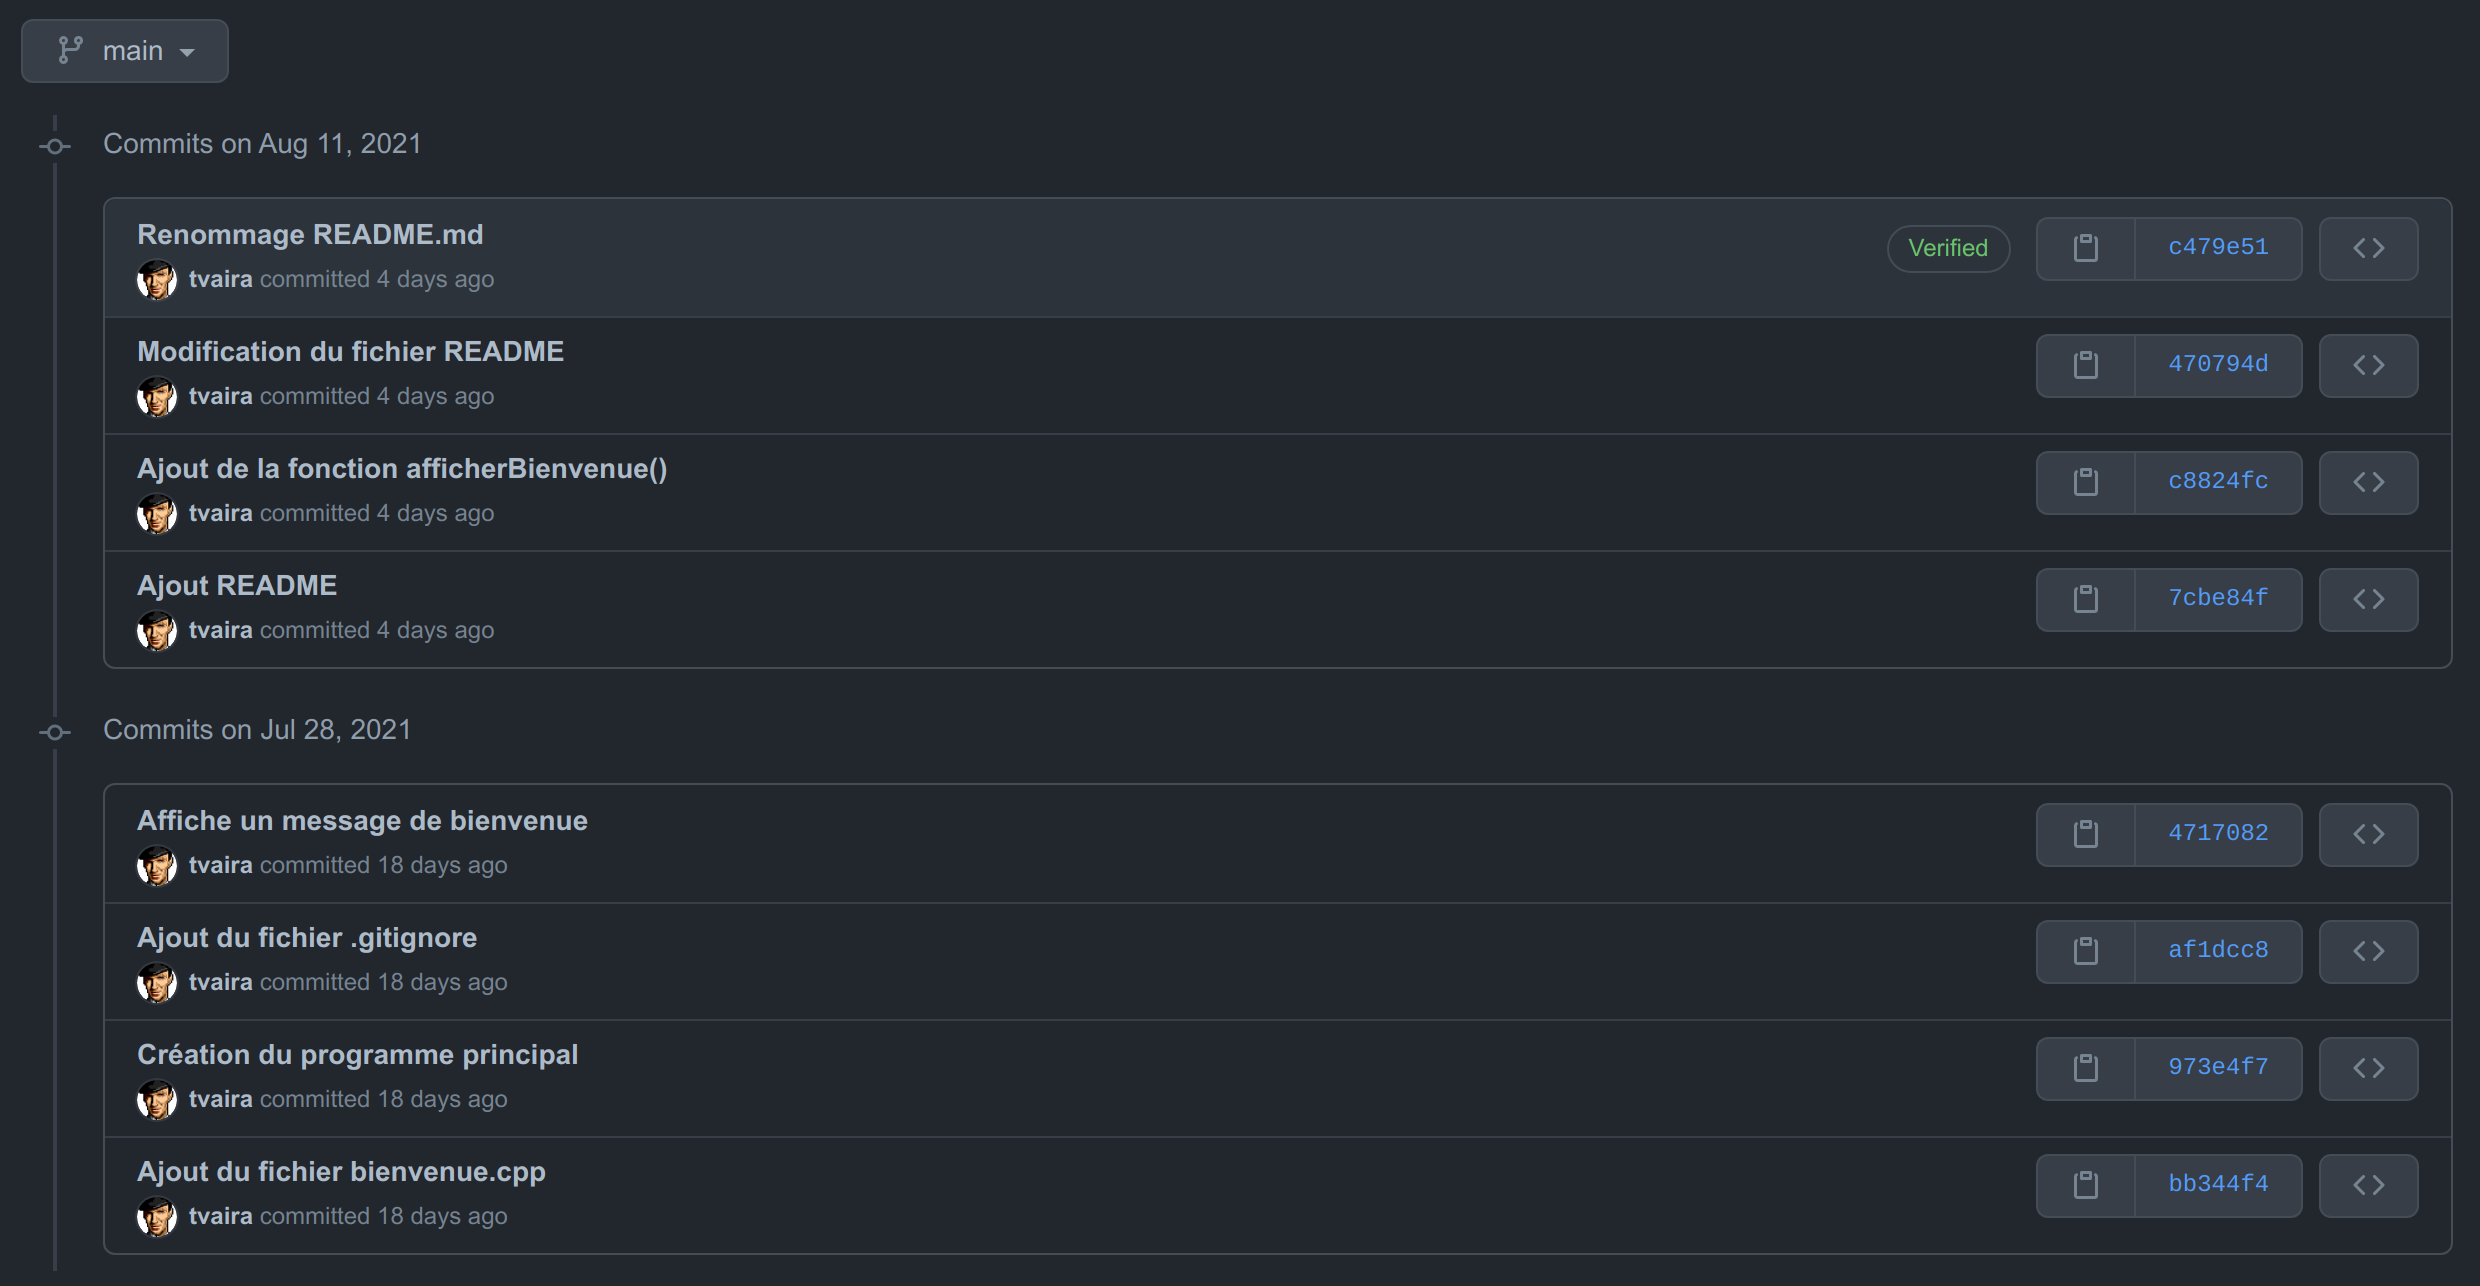 main
Commits on Aug 11, 2021
Renommage README.md
tvaira committed 4 days ago
Verified
c479e51
Modification du fichier README
tvaira committed 4 days ago
470794d
Ajout de la fonction afficherBienvenue()
tvaira committed 4 days ago
c8824fc
Ajout README
tvaira committed 4 days ago
7cbe84f
Commits on Jul 28, 2021
Affiche un message de bienvenue
tvaira committed 18 days ago
4717082
Ajout du fichier .gitignore
tvaira committed 18 days ago
af1dcc8
Création du programme principal
tvaira committed 18 days ago
973e4f7
Ajout du fichier bienvenue.cpp
tvaira committed 18 days ago
bb344f4